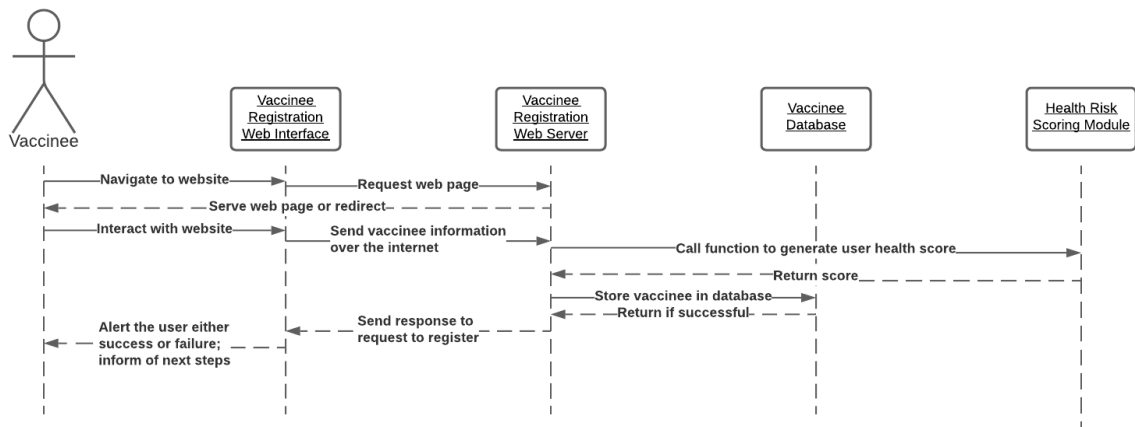 Vaccinee
Vaccinee
Registration
Web Interface
Vaccinee
Registration
Web Server
Vaccinee
Database
Health Risk
Scoring Module
Navigate to website
Request web page
Serve web page or redirect
Interact with website
Send vaccinee information
over the internet
Call function to generate user health score
Return score
Store vaccinee in database
Return if successful
Send response to
request to register
Alert the user either
success or failure;
inform of next steps